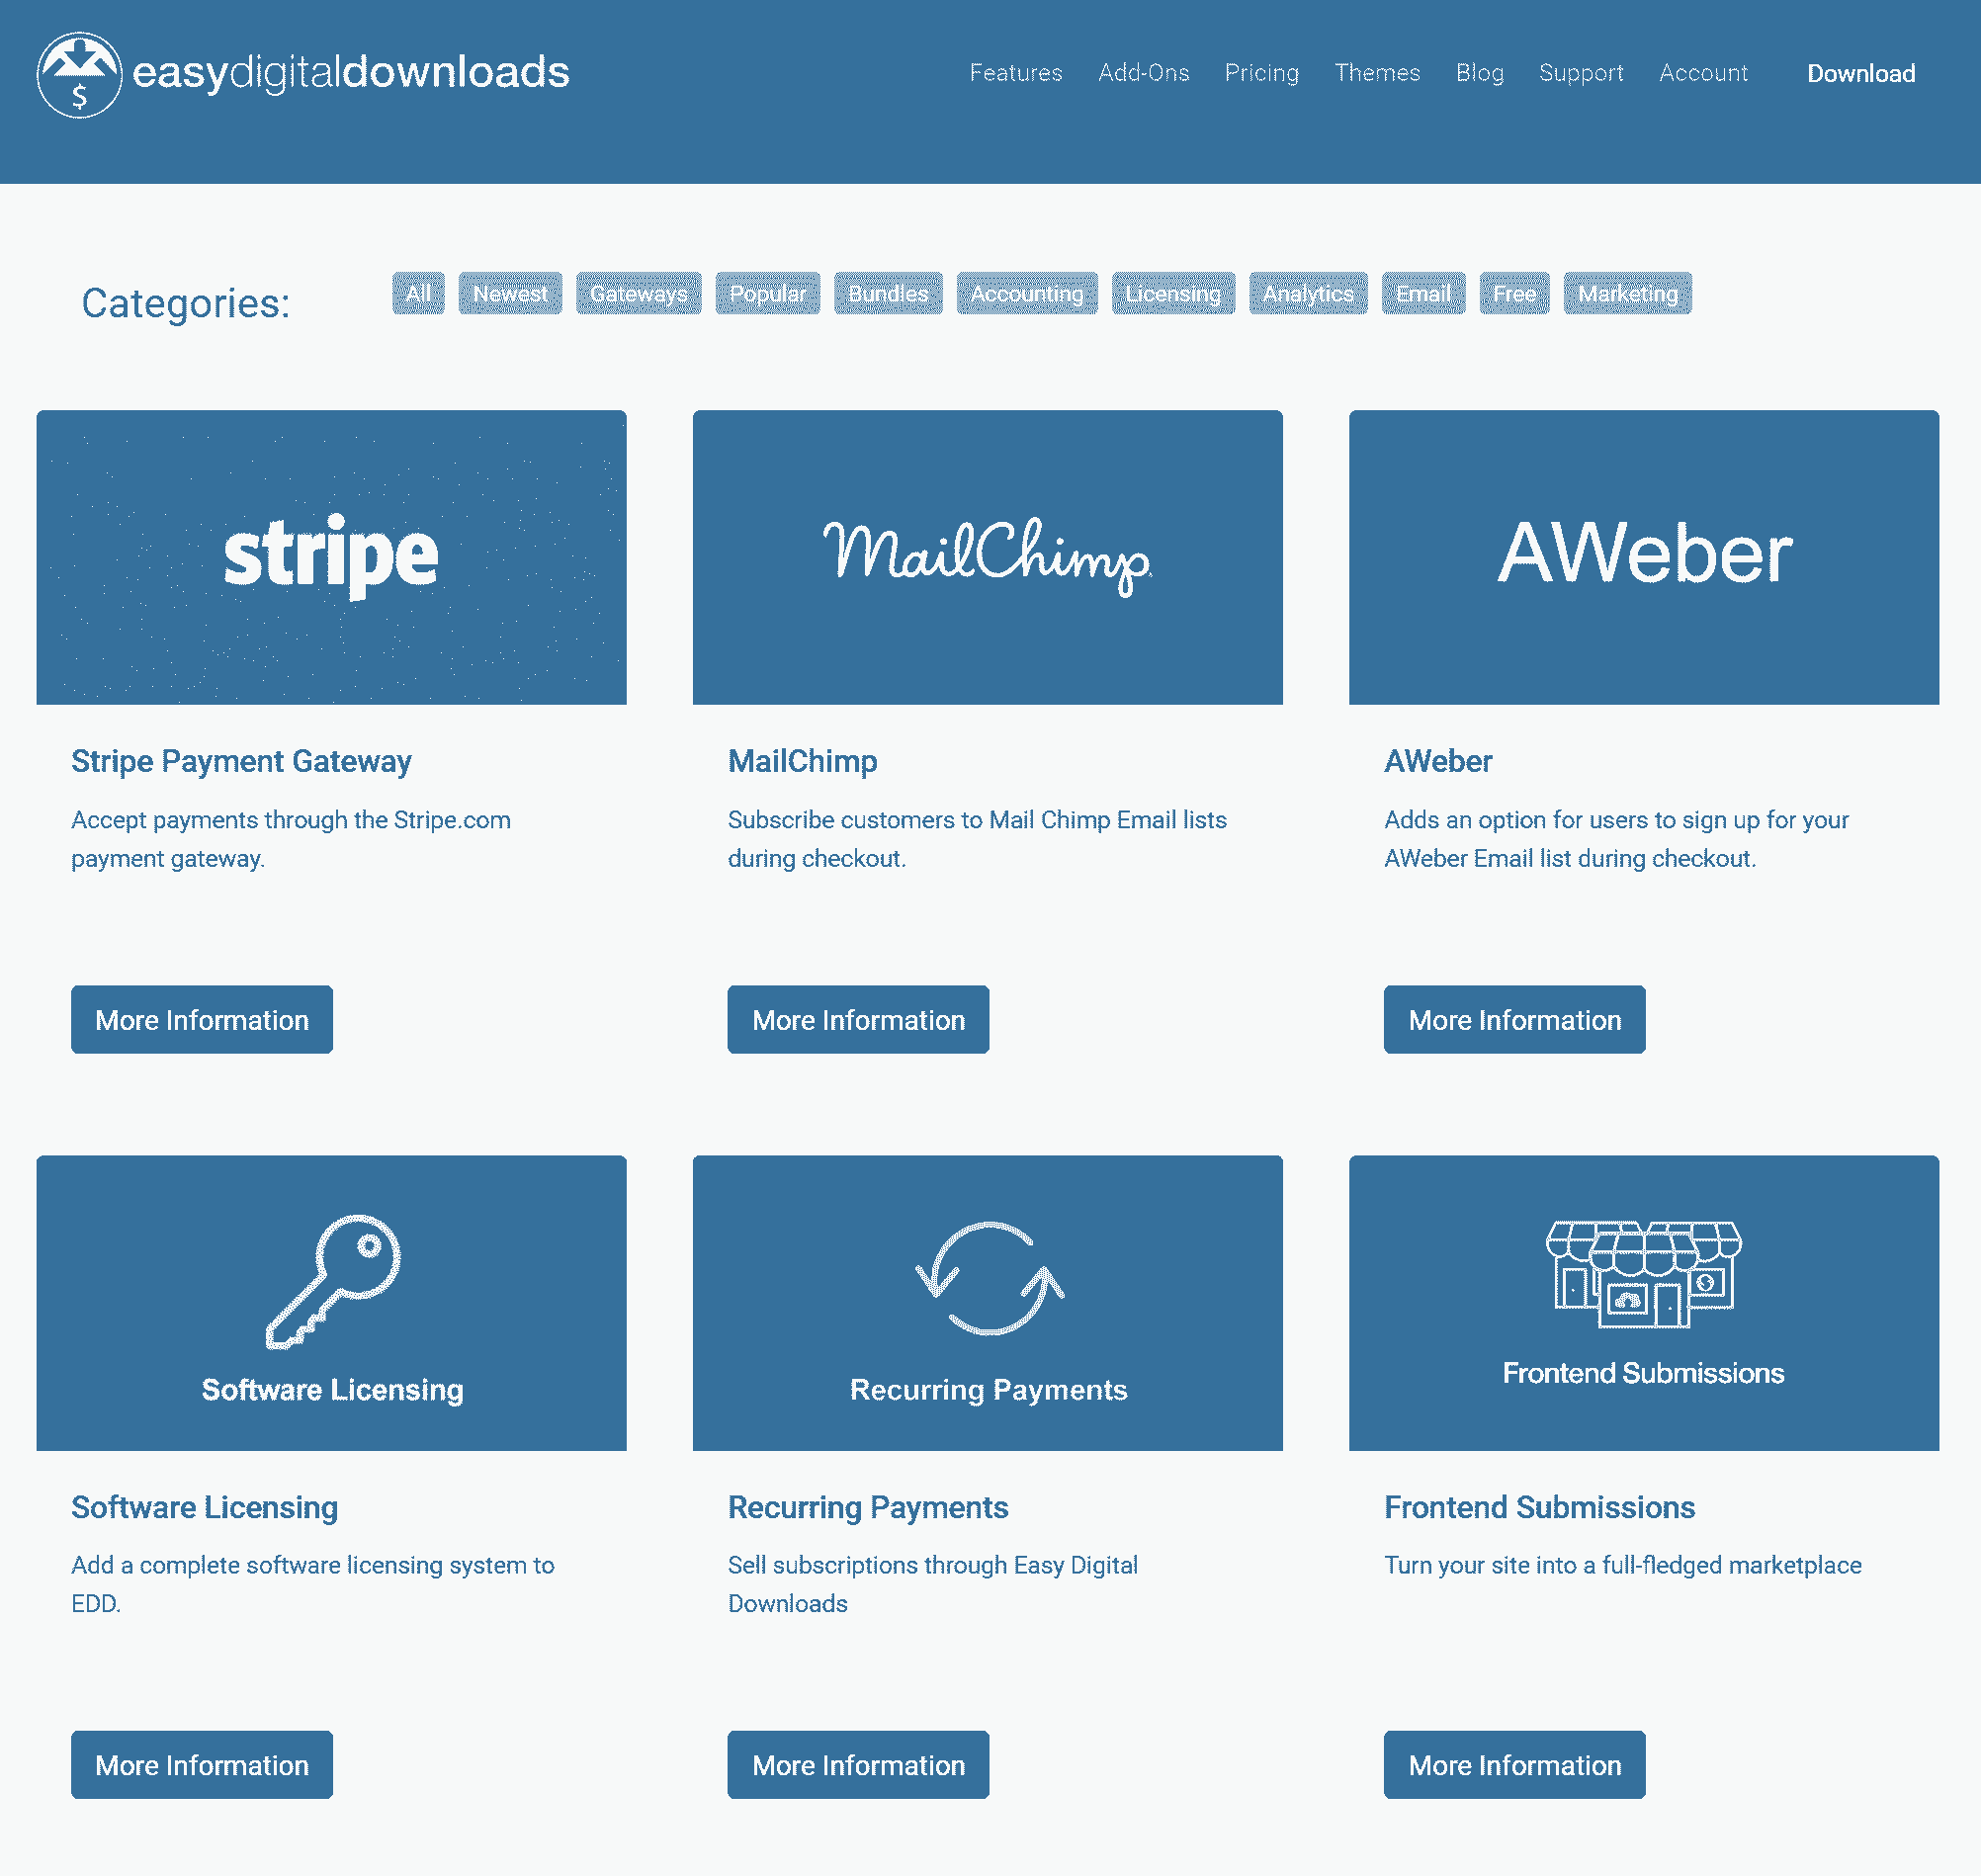 $
easydigitaldownloads
Features Add-Ons Pricing Themes Blog Support Account Download
Categories: All Newest Gateways Popular Bundles Accounting Licensing Analytics Email Free Marketing
stripe
MailChimp
AWeber
Stripe Payment Gateway
Accept payments through the Stripe.com
payment gateway.
More Information
MailChimp
Subscribe customers to Mail Chimp Email lists
during checkout.
More Information
AWeber
Adds an option for users to sign up for your
AWeber Email list during checkout.
More Information
Software Licensing
Recurring Payments
Frontend Submissions
Software Licensing
Add a complete software licensing system to
EDD.
More Information
Recurring Payments
Sell subscriptions through Easy Digital
Downloads
More Information
Frontend Submissions
Turn your site into a full-fledged marketplace
More Information